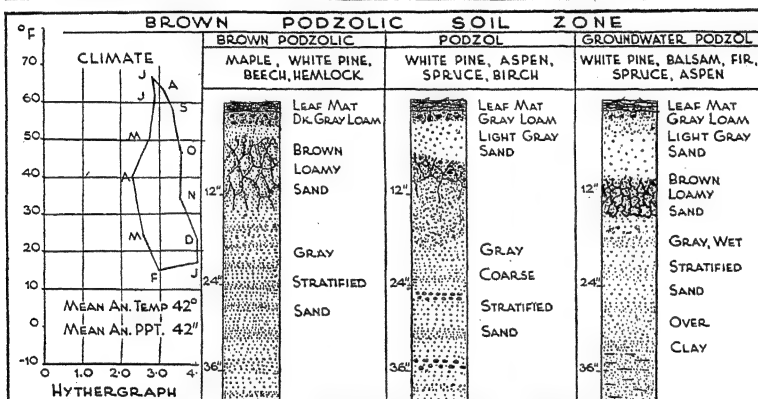 BROWN PODZOLIC SOIL ZONE
°F
70
60
50
40
30
20
10
0
-10
CLIMATE
J
J
A
S
M
O
A
N
M
D
F
J
MEAN AN. TEMP 42°
MEAN AN. PPT. 42"
0 1.0 2.0 3.0 4.
HYTHERGRAPH
BROWN PODZOLIC
MAPLE, WHITE PINE,
BEECH, HEMLOCK
LEAF MAT
DK. GRAY LOAM
BROWN
LOAMY
12" SAND
GRAY
24" STRATIFIED
SAND
36"
PODZOL
WHITE PINE, ASPEN,
SPRUCE, BIRCH
LEAF MAT
GRAY LOAM
LIGHT GRAY
SAND
12"
GRAY
24" COARSE
STRATIFIED
SAND
36"
GROUNDWATER PODZOL
WHITE PINE, BALSAM, FIR,
SPRUCE, ASPEN
LEAF MAT
GRAY LOAM
LIGHT GRAY
SAND
BROWN
12" LOAMY
SAND
GRAY, WET
STRATIFIED
24" SAND
OVER
CLAY
36"